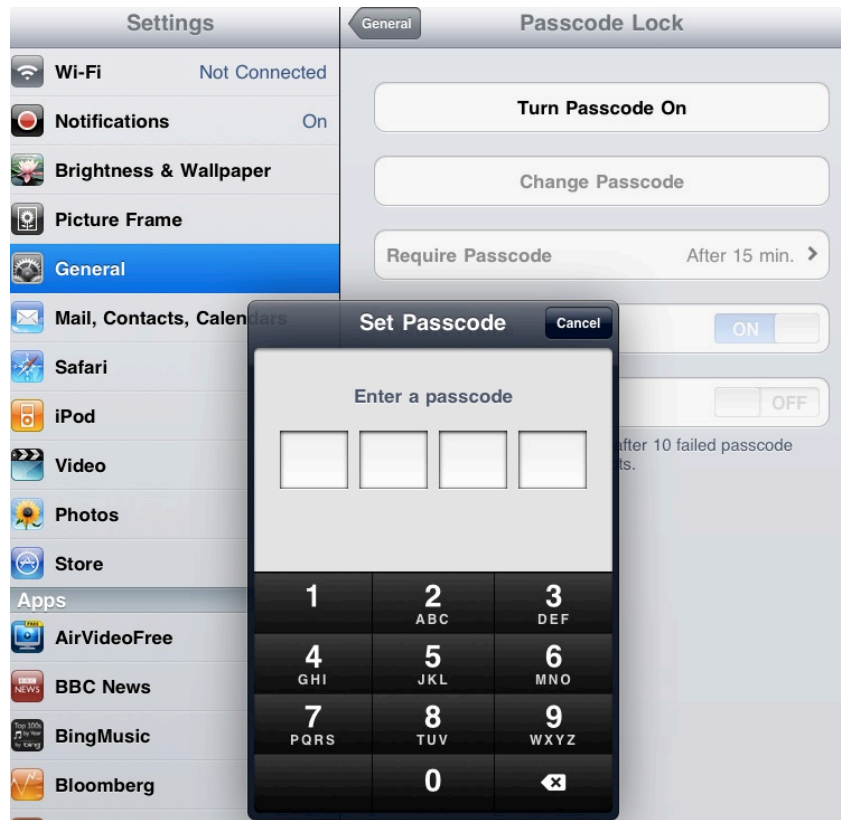 Settings
Wi-Fi Not Connected
Notifications On
Brightness & Wallpaper
Picture Frame
General
Mail, Contacts, Calendars
Safari
iPod
Video
Photos
Store
Apps
AirVideoFree
BBC News
BingMusic
Bloomberg
General Passcode Lock
Turn Passcode On
Change Passcode
Require Passcode After 15 min.
ON
OFF
after 10 failed passcode
Set Passcode Cancel
Enter a passcode
1 2 ABC 3 DEF
4 GHI 5 JKL 6 MNO
7 PQRS 8 TUV 9 WXYZ
0